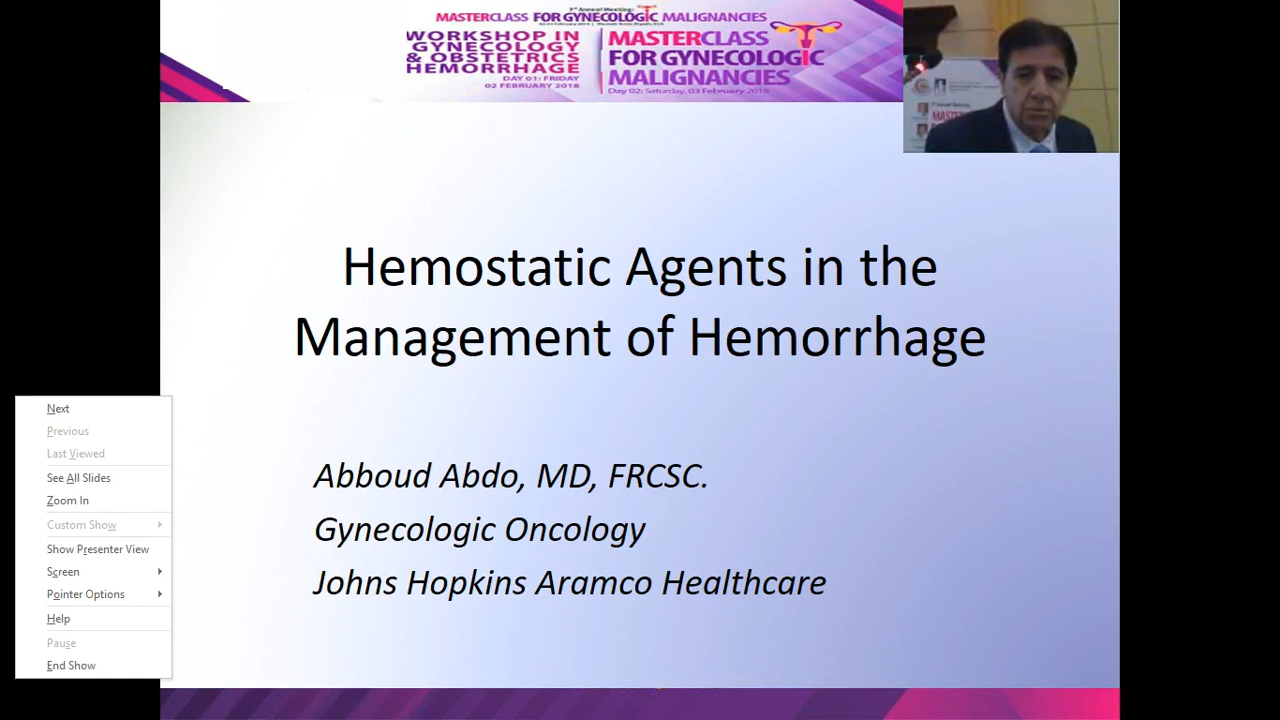 3rd Annual Meeting:
MASTERCLASS FOR GYNECOLOGIC MALIGNANCIES
WORKSHOP IN
GYNECOLOGY
& OBSTETRICS
HEMORRHAGE
DAY 01: FRIDAY
02 FEBRUARY 2018
MASTERCLASS
FOR GYNECOLOGIC
MALIGNANCIES
Day 02: Saturday, 03 February 2018
Hemostatic Agents in the
Management of Hemorrhage
Abboud Abdo, MD, FRCSC.
Gynecologic Oncology
Johns Hopkins Aramco Healthcare
Next
Previous
Last Viewed
See All Slides
Zoom In
Custom Show
Show Presenter View
Screen
Pointer Options
Help
Pause
End Show